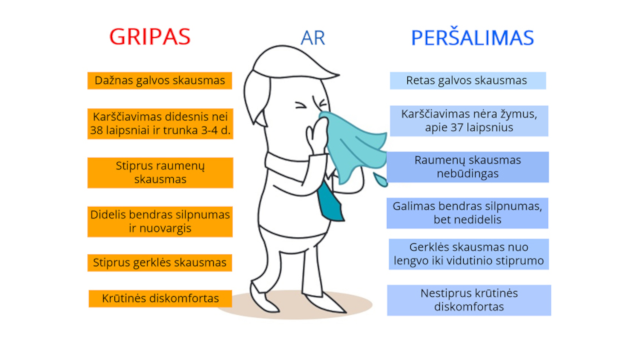 GRIPAS
AR
PERŠALIMAS
Dažnas galvos skausmas
Karščiavimas didesnis nei
38 laipsniai ir trunka 3-4 d.
Stiprus raumenų
skausmas
Didelis bendras silpnumas
ir nuovargis
Stiprus gerklės skausmas
Krūtinės diskomfortas
Retas galvos skausmas
Karščiavimas nėra žymus,
apie 37 laipsnius
Raumenų skausmas
nebūdingas
Galimas bendras silpnumas,
bet nedidelis
Gerklės skausmas nuo
lengvo iki vidutinio stiprumo
Nestiprus krūtinės
diskomfortas